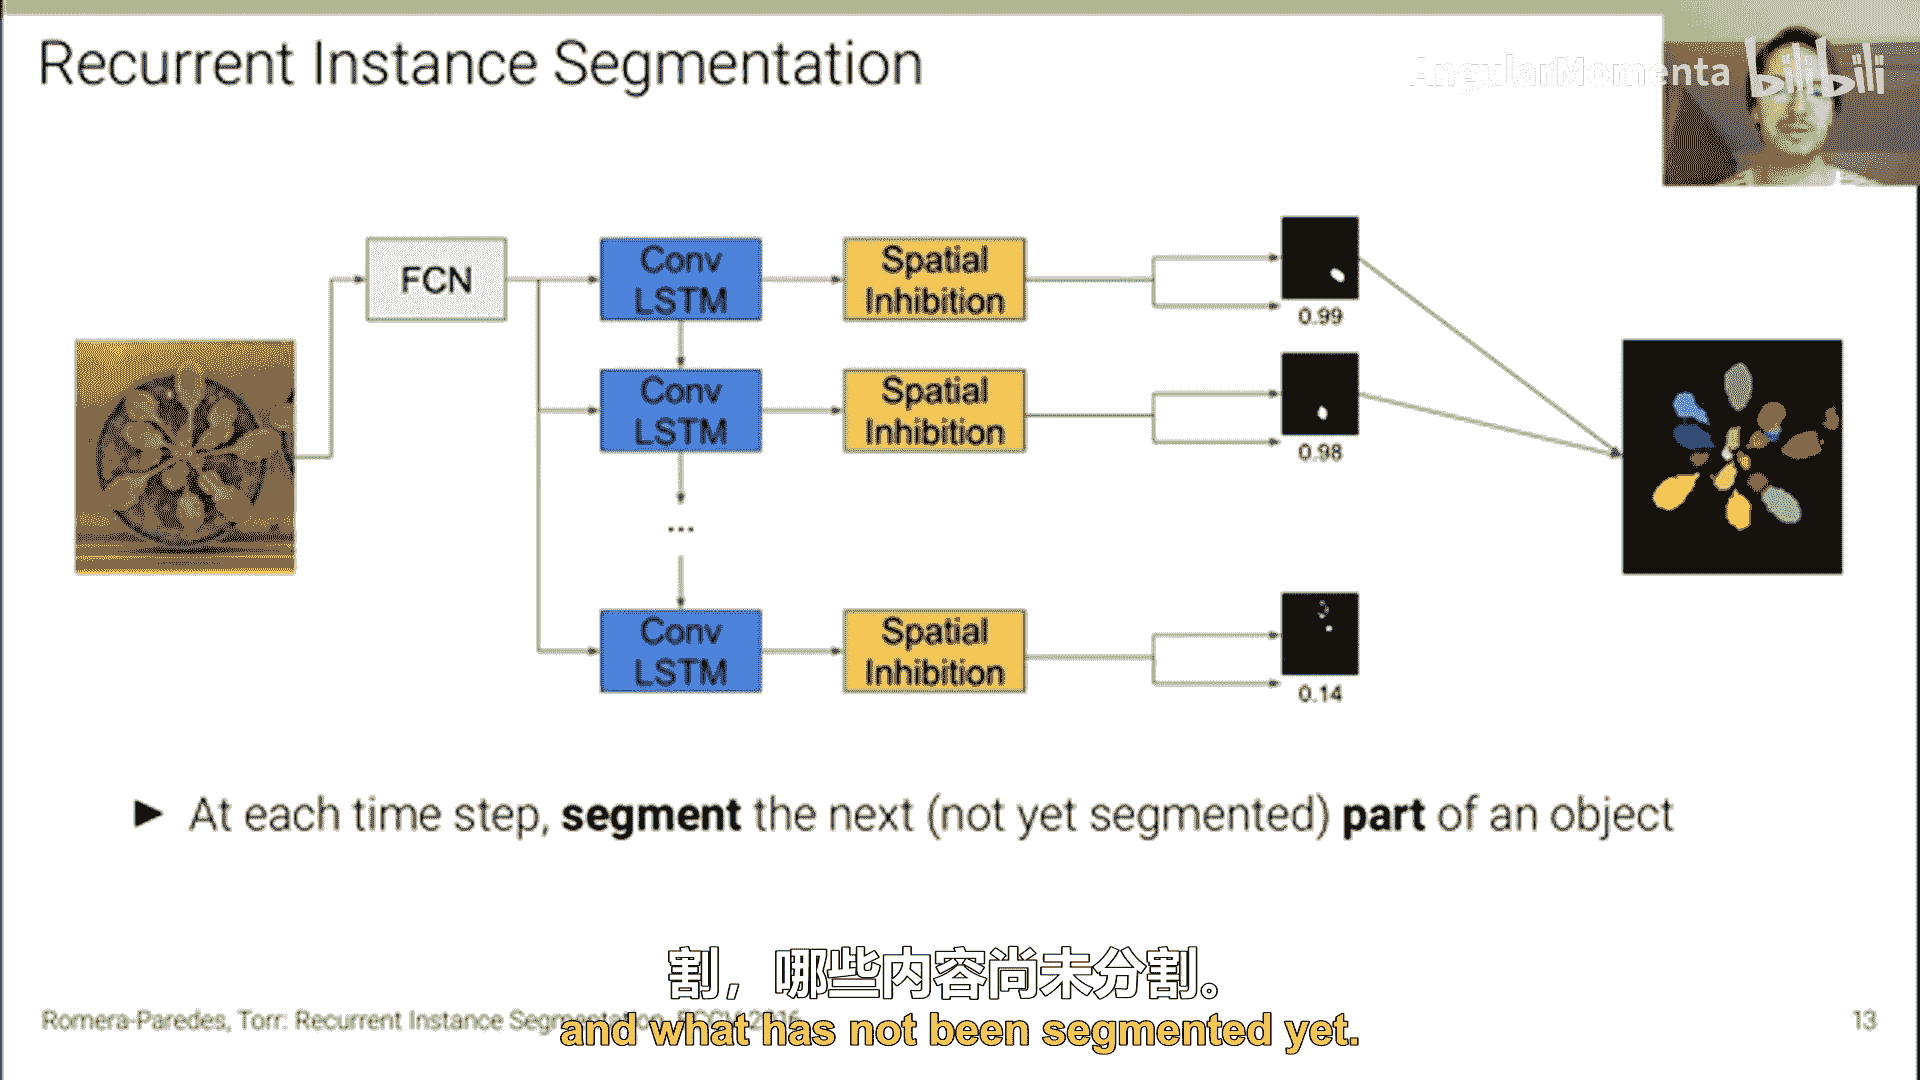 Recurrent Instance Segmentation
AngularMomenta bilibili
FCN
Conv
LSTM
Spatial
Inhibition
0.99
Conv
LSTM
Spatial
Inhibition
0.98
...
Conv
LSTM
Spatial
Inhibition
0.14
► At each time step, segment the next (not yet segmented) part of an object
割，哪些内容尚未分割。
Romera-Paredes, Torr: Recurrent Instance Segmentation. ECCV 2016
and what has not been segmented yet.
13